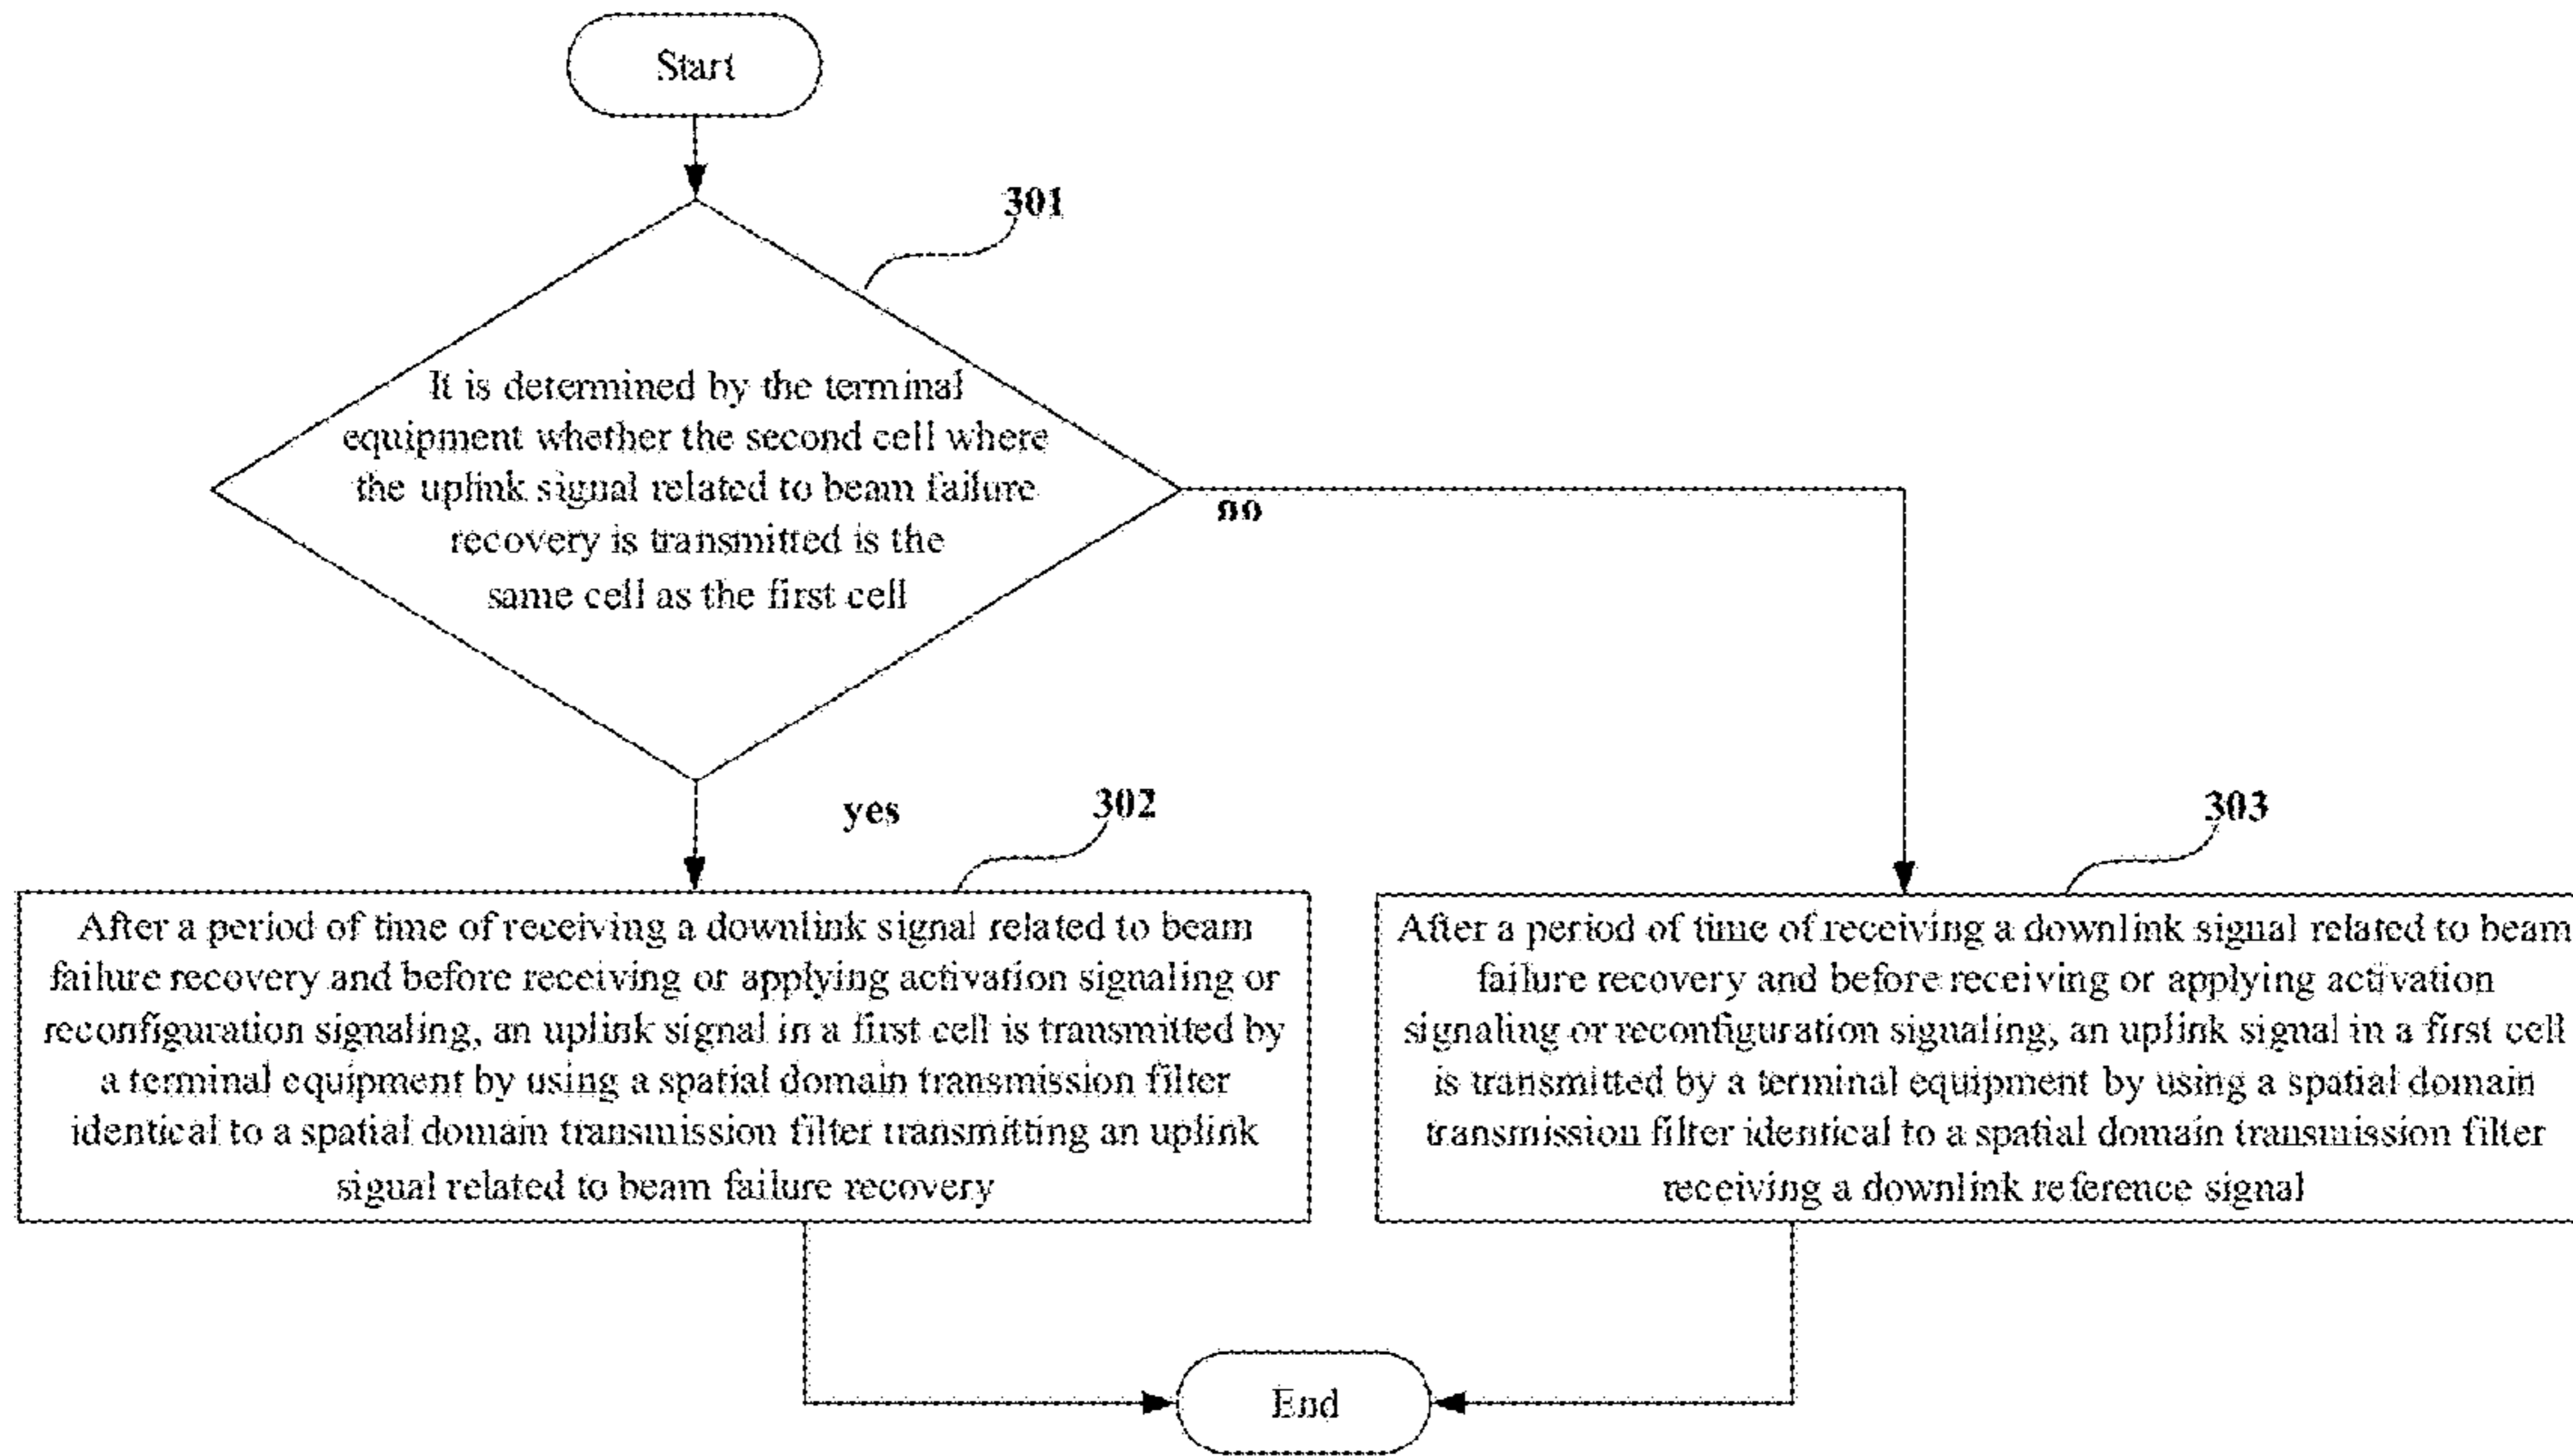 Start
301
It is determined by the terminal
equipment whether the second cell where
the uplink signal related to beam failure
recovery is transmitted is the
same cell as the first cell
no
yes
302
After a period of time of receiving a downlink signal related to beam
failure recovery and before receiving or applying activation signaling or
reconfiguration signaling, an uplink signal in a first cell is transmitted by
a terminal equipment by using a spatial domain transmission filter
identical to a spatial domain transmission filter transmitting an uplink
signal related to beam failure recovery
303
After a period of time of receiving a downlink signal related to beam
failure recovery and before receiving or applying activation
signaling or reconfiguration signaling, an uplink signal in a first cell
is transmitted by a terminal equipment by using a spatial domain
transmission filter identical to a spatial domain transmission filter
receiving a downlink reference signal
End